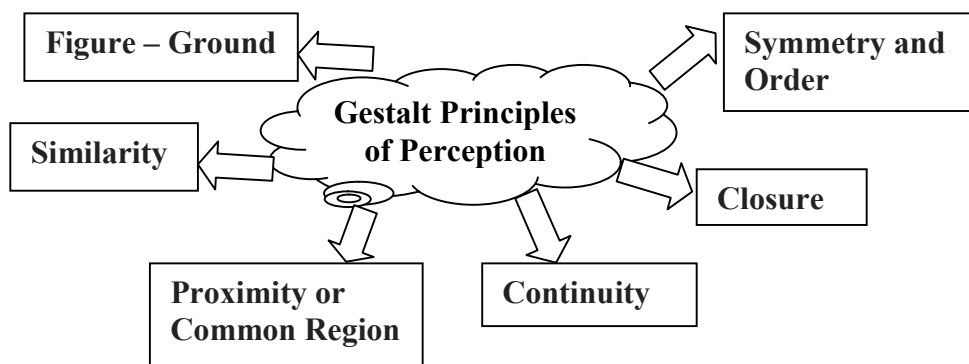 Figure – Ground
Symmetry and
Order
Gestalt Principles
of Perception
Similarity
Closure
Proximity or
Common Region
Continuity